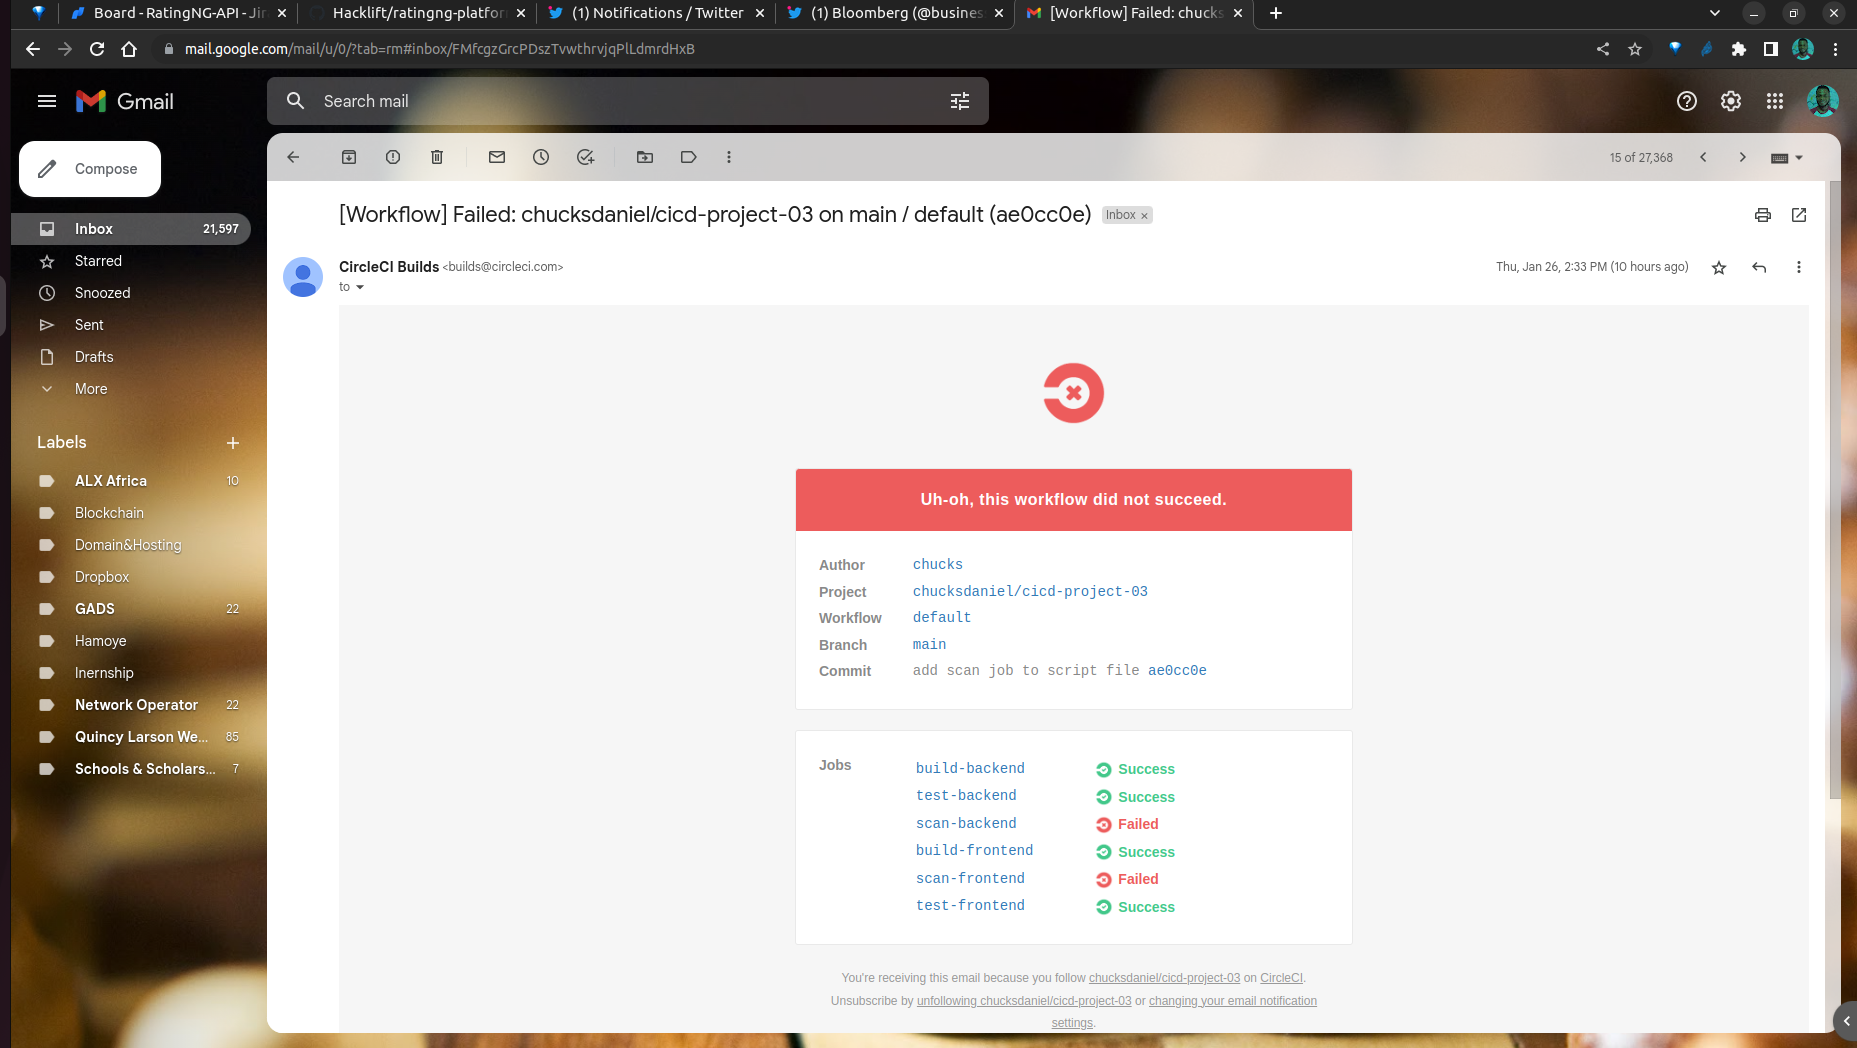 Board - RatingNG-API - Jira
Hacklift/ratingng-platform
(1) Notifications / Twitter
(1) Bloomberg (@business
[Workflow] Failed: chucks
mail.google.com/mail/u/0/?tab=rm#inbox/FMfcgzGrcPDszTvwthrvjqPlLdmrdHxB
Gmail
Search mail
Compose
15 of 27,368
Inbox 21,597
Starred
Snoozed
Sent
Drafts
More
Labels
ALX Africa 10
Blockchain
Domain&Hosting
Dropbox
GADS 22
Hamoye
Inernship
Network Operator 22
Quincy Larson We... 85
Schools & Scholars... 7
[Workflow] Failed: chucksdaniel/cicd-project-03 on main / default (ae0cc0e) Inbox ×
CircleCI Builds <builds@circleci.com>
Thu, Jan 26, 2:33 PM (10 hours ago)
to
Uh-oh, this workflow did not succeed.
Author chucks
Project chucksdaniel/cicd-project-03
Workflow default
Branch main
Commit add scan job to script file ae0cc0e
Jobs build-backend Success
test-backend Success
scan-backend Failed
build-frontend Success
scan-frontend Failed
test-frontend Success
You're receiving this email because you follow chucksdaniel/cicd-project-03 on CircleCI.
Unsubscribe by unfollowing chucksdaniel/cicd-project-03 or changing your email notification
settings.